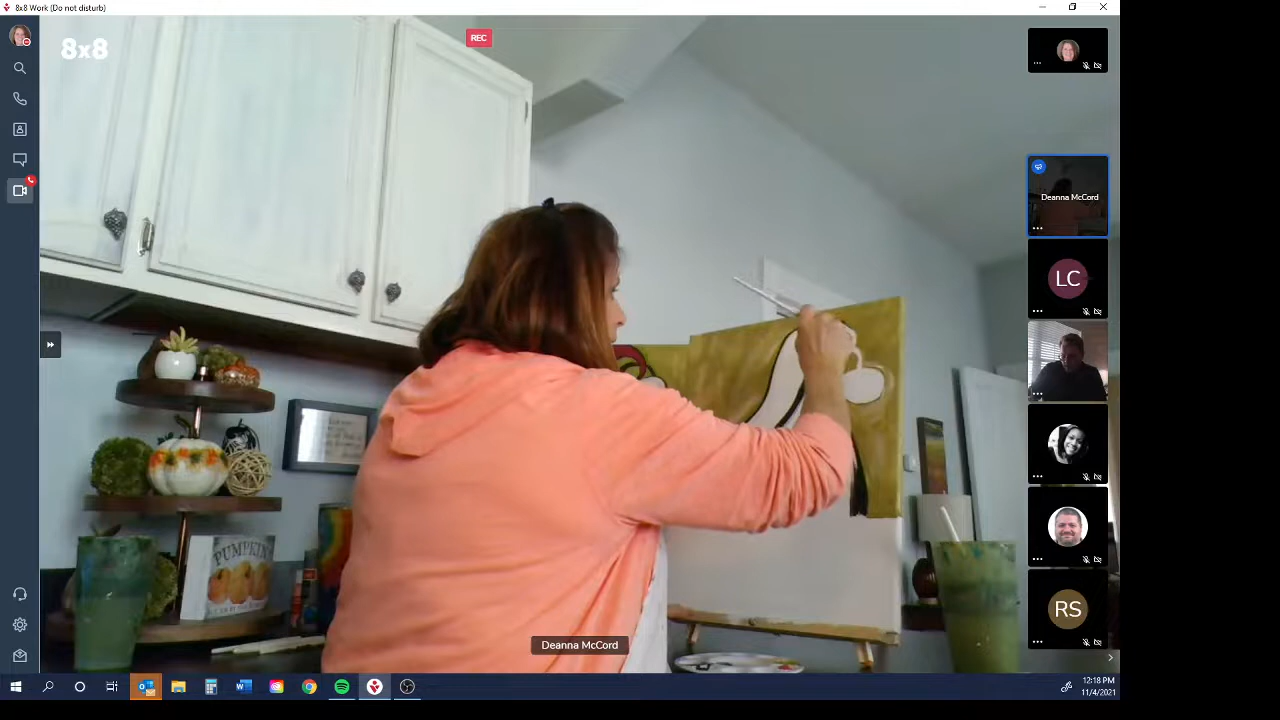 8x8 Work (Do not disturb)
8x8
REC
Deanna McCord
LC
RS
PUMPKIN
Deanna McCord
12:18 PM
11/4/2021